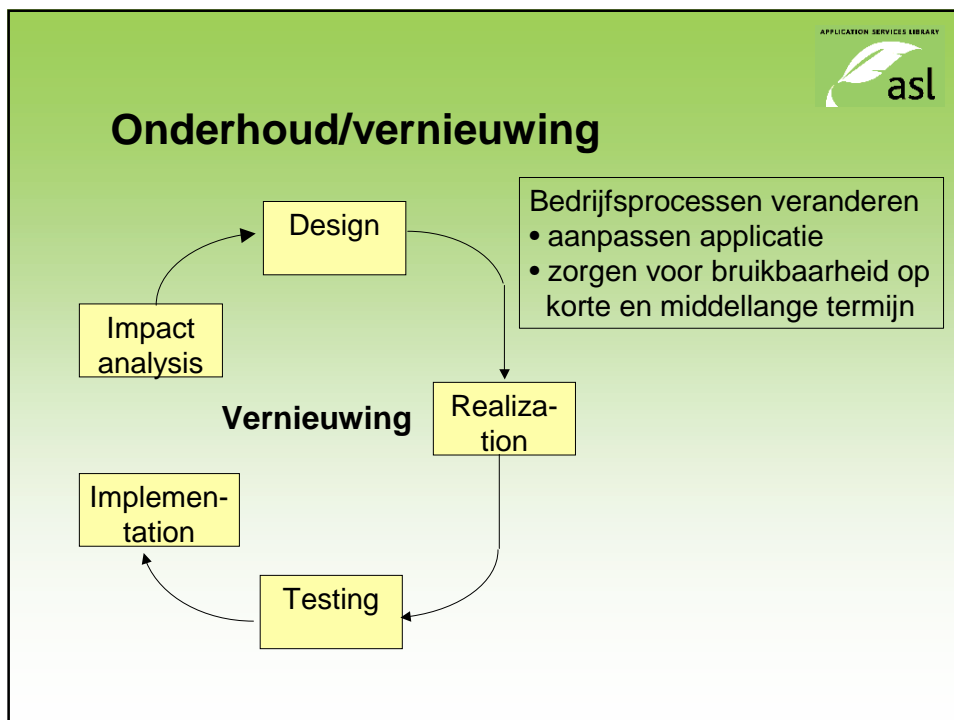 APPLICATION SERVICES LIBRARY
asl
Onderhoud/vernieuwing
Design
Bedrijfsprocessen veranderen
• aanpassen applicatie
• zorgen voor bruikbaarheid op
korte en middellange termijn
Impact
analysis
Vernieuwing
Realiza-
tion
Implemen-
tation
Testing